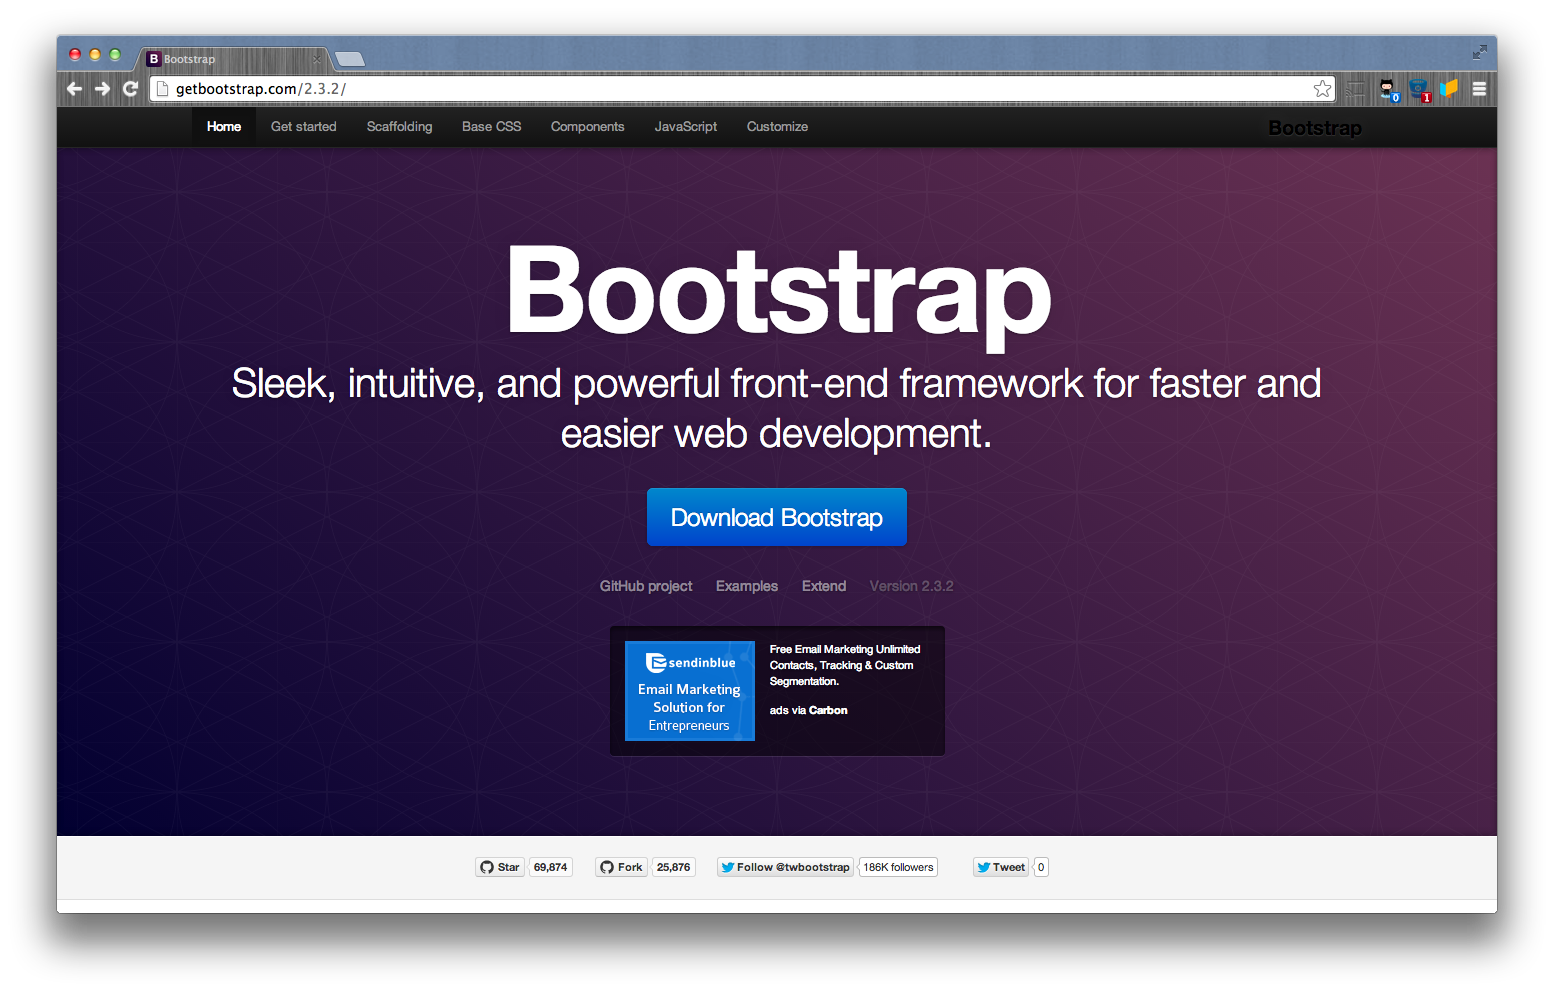 Bootstrap
getbootstrap.com/2.3.2/
0
1
Home Get started Scaffolding Base CSS Components JavaScript Customize Bootstrap
Bootstrap
Sleek, intuitive, and powerful front-end framework for faster and
easier web development.
Download Bootstrap
GitHub project Examples Extend Version 2.3.2
sendinblue
Email Marketing
Solution for
Entrepreneurs
Free Email Marketing Unlimited
Contacts, Tracking & Custom
Segmentation.
ads via Carbon
Star 69,874 Fork 25,876 Follow @twbootstrap 186K followers Tweet 0